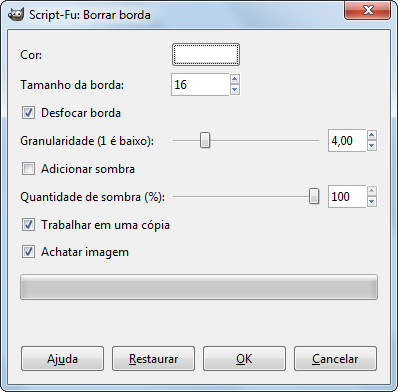 Script-Fu: Borrar borda
Cor:
Tamanho da borda: 16
Desfocar borda
Granularidade (1 é baixo): 4,00
Adicionar sombra
Quantidade de sombra (%): 100
Trabalhar em uma cópia
Achatar imagem
Ajuda Restaurar OK Cancelar